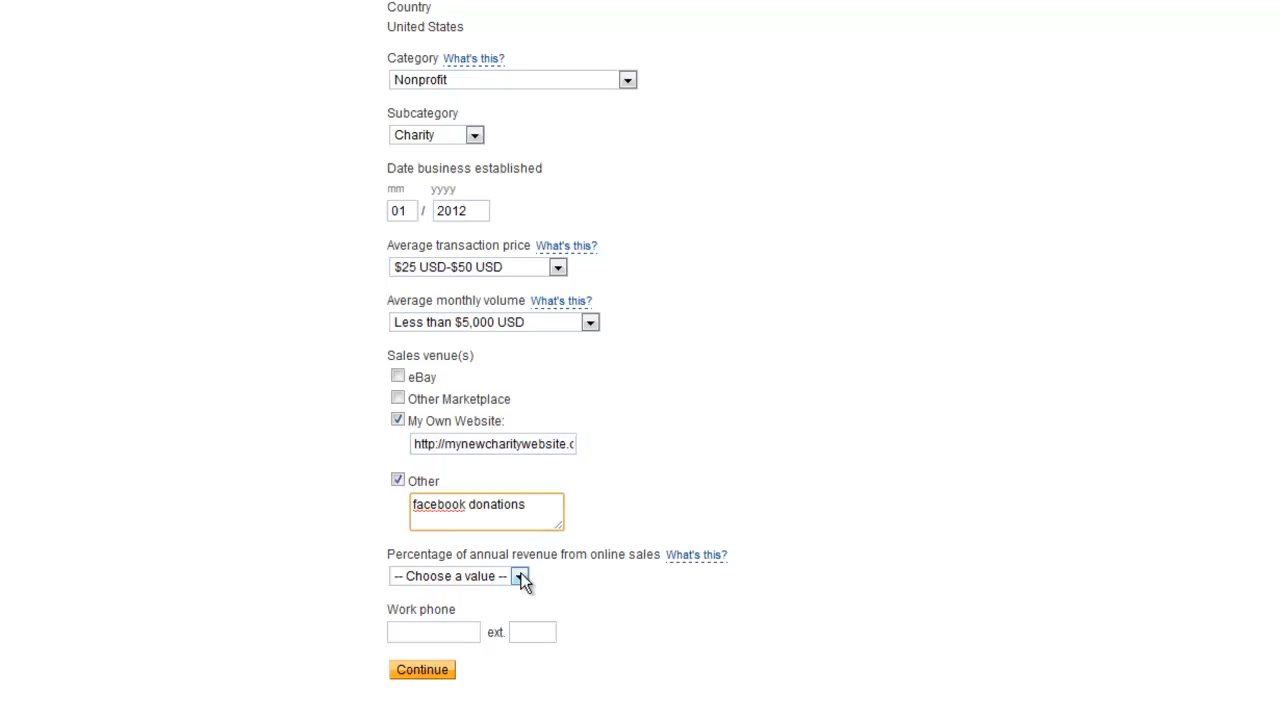 Country
United States
Category What's this?
Nonprofit
Subcategory
Charity
Date business established
mm yyyy
01 / 2012
Average transaction price What's this?
$25 USD-$50 USD
Average monthly volume What's this?
Less than $5,000 USD
Sales venue(s)
eBay
Other Marketplace
My Own Website:
http://mynewcharitywebsite.c
Other
facebook donations
Percentage of annual revenue from online sales What's this?
-- Choose a value --
Work phone
ext.
Continue